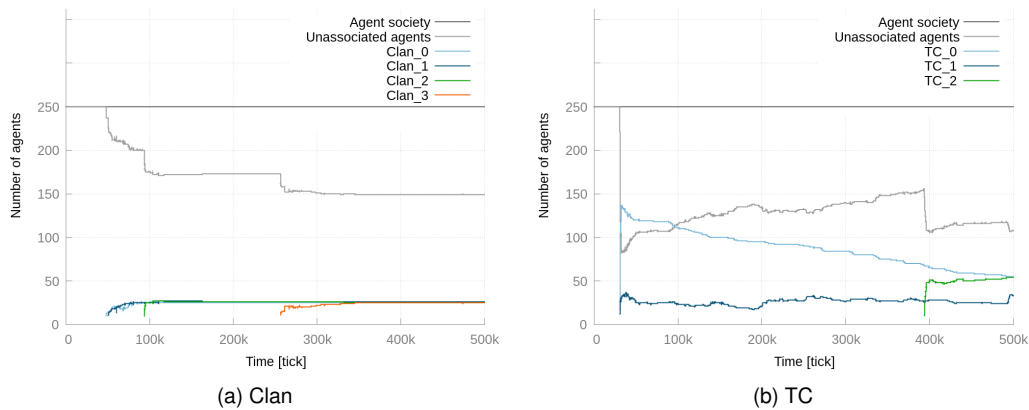 Agent society
Unassociated agents
Clan_0
Clan_1
Clan_2
Clan_3
250
200
150
100
50
0
Number of agents
0 100k 200k 300k 400k 500k
Time [tick]
(a) Clan
Agent society
Unassociated agents
TC_0
TC_1
TC_2
250
200
150
100
50
0
Number of agents
0 100k 200k 300k 400k 500k
Time [tick]
(b) TC